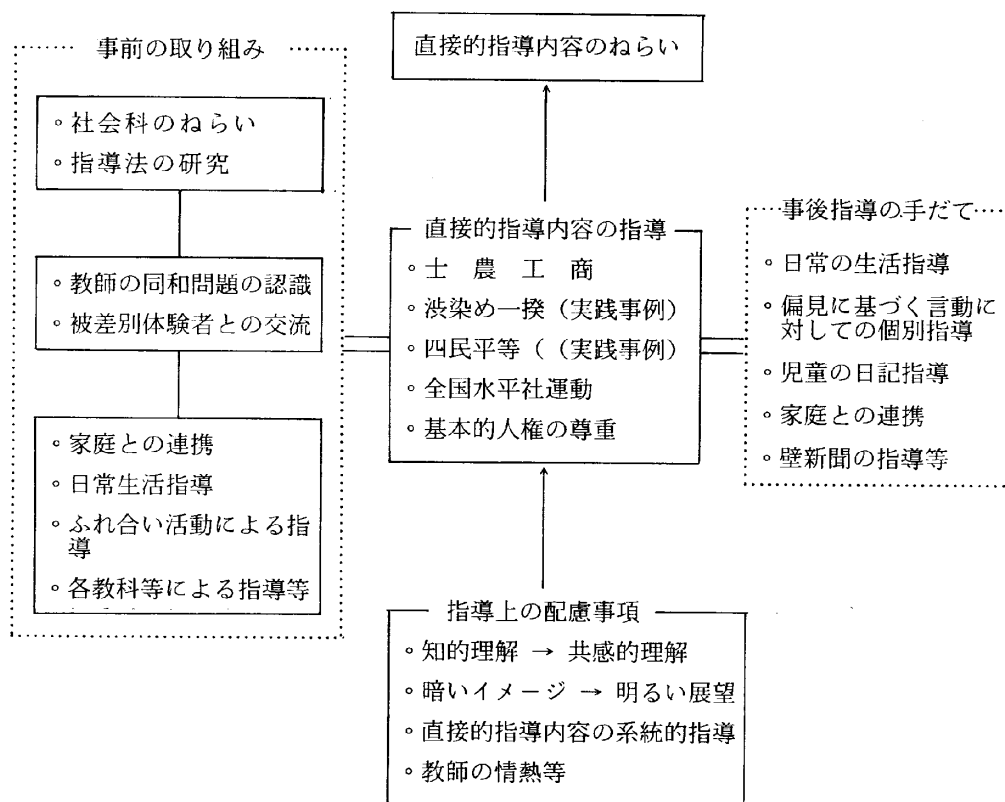 事前の取り組み
。社会科のねらい
。指導法の研究
。教師の同和問題の認識
。被差別体験者との交流
。家庭との連携
。日常生活指導
。ふれ合い活動による指
導
。各教科等による指導等
直接的指導内容のねらい
直接的指導内容の指導
。士 農 工 商
。渋染め一揆（実践事例）
。四民平等（（実践事例）
。全国水平社運動
。基本的人権の尊重
指導上の配慮事項
。知的理解 → 共感的理解
。暗いイメージ → 明るい展望
。直接的指導内容の系統的指導
。教師の情熱等
事後指導の手だて
。日常の生活指導
。偏見に基づく言動に
対しての個別指導
。児童の日記指導
。家庭との連携
。壁新聞の指導等